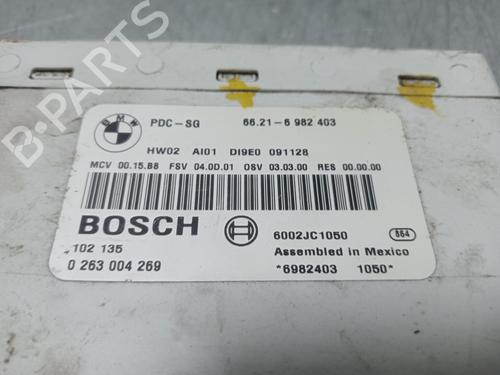 BMW
PDC-SG 66.21-6 982 403
HW02 AI01 DI9E0 091128
MCV 00.15.B8 FSV 04.0D.01 OSV 03.03.00 RES 00.00.00
BOSCH 6002JC1050 864
102 135 Assembled in Mexico
0 263 004 269 *6982403 1050*
B-PARTS